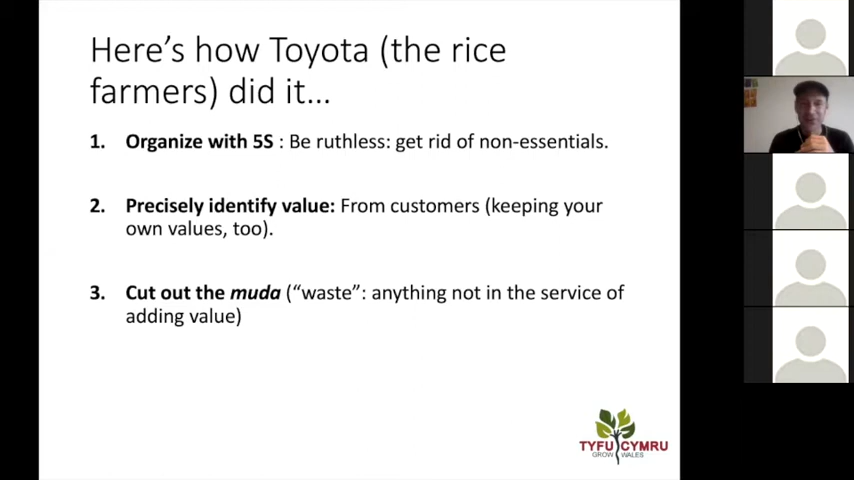 Here's how Toyota (the rice
farmers) did it...
1. Organize with 5S : Be ruthless: get rid of non-essentials.
2. Precisely identify value: From customers (keeping your
own values, too).
3. Cut out the muda (“waste”: anything not in the service of
adding value)
TYFU CYMRU
GROW WALES